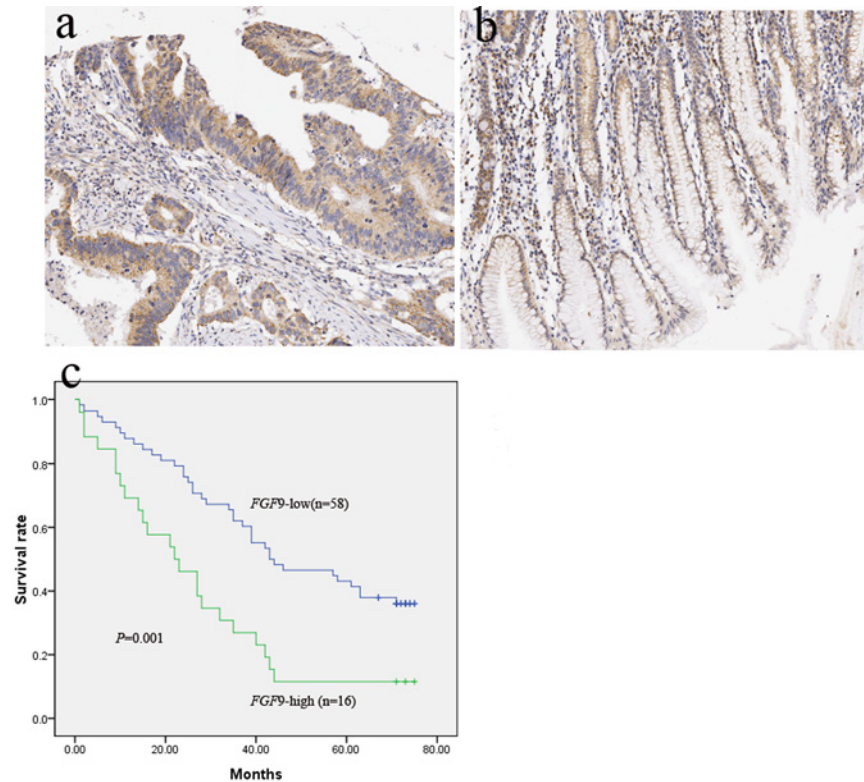 a
b
c
1.0
0.8
0.6
0.4
0.2
0.0
Survival rate
FGF9-low(n=58)
P=0.001
FGF9-high (n=16)
0.00 20.00 40.00 60.00 80.00
Months